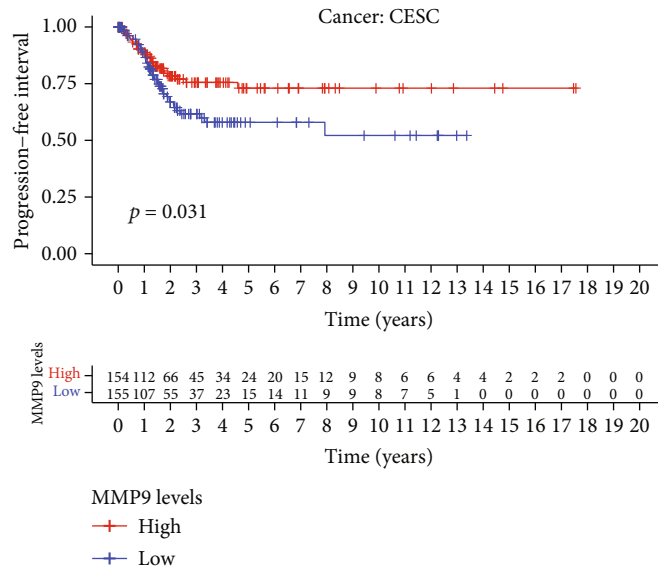 Cancer: CESC
Progression–free interval
1.00
0.75
0.50
0.25
0.00
p = 0.031
0 1 2 3 4 5 6 7 8 9 10 11 12 13 14 15 16 17 18 19 20
Time (years)
MMP9 levels
High 154 112 66 45 34 24 20 15 12 9 8 6 6 4 4 2 2 2 0 0 0
Low 155 107 55 37 23 15 14 11 9 9 8 7 5 1 0 0 0 0 0 0 0
0 1 2 3 4 5 6 7 8 9 10 11 12 13 14 15 16 17 18 19 20
Time (years)
MMP9 levels
High
Low